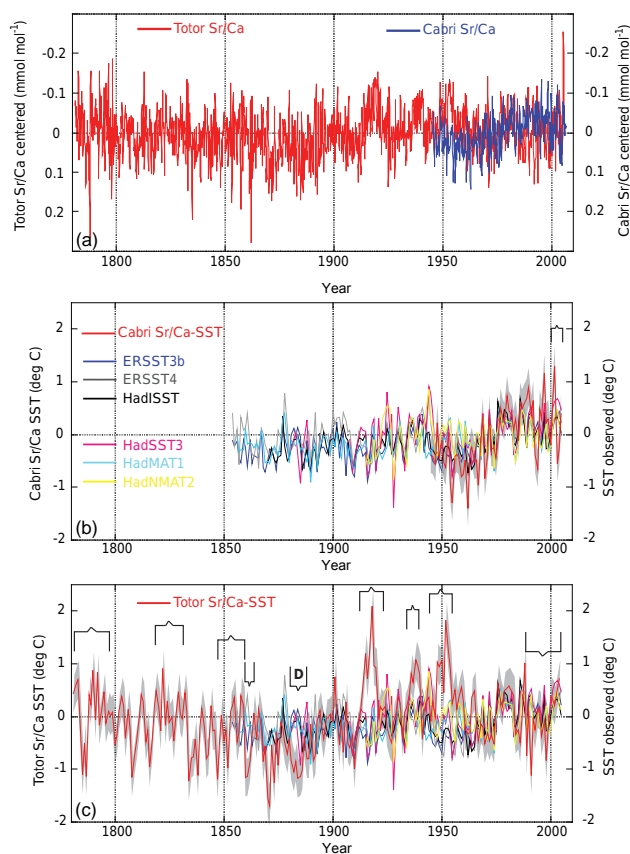 Totor Sr/Ca
Cabri Sr/Ca
-0.2
-0.1
0
0.1
0.2
-0.2
-0.1
0
0.1
0.2
Totor Sr/Ca centered (mmol mol⁻¹)
Cabri Sr/Ca centered (mmol mol⁻¹)
(a)
1800
1850
1900
1950
2000
Year
2
1
0
-1
-2
2
1
0
-1
-2
Cabri Sr/Ca SST (deg C)
SST observed (deg C)
Cabri Sr/Ca-SST
ERSST3b
ERSST4
HadISST
HadSST3
HadMAT1
HadNMAT2
(b)
1800
1850
1900
1950
2000
Year
Totor Sr/Ca-SST
2
1
0
-1
-2
2
1
0
-1
-2
Totor Sr/Ca SST (deg C)
SST observed (deg C)
D
(c)
1800
1850
1900
1950
2000
Year